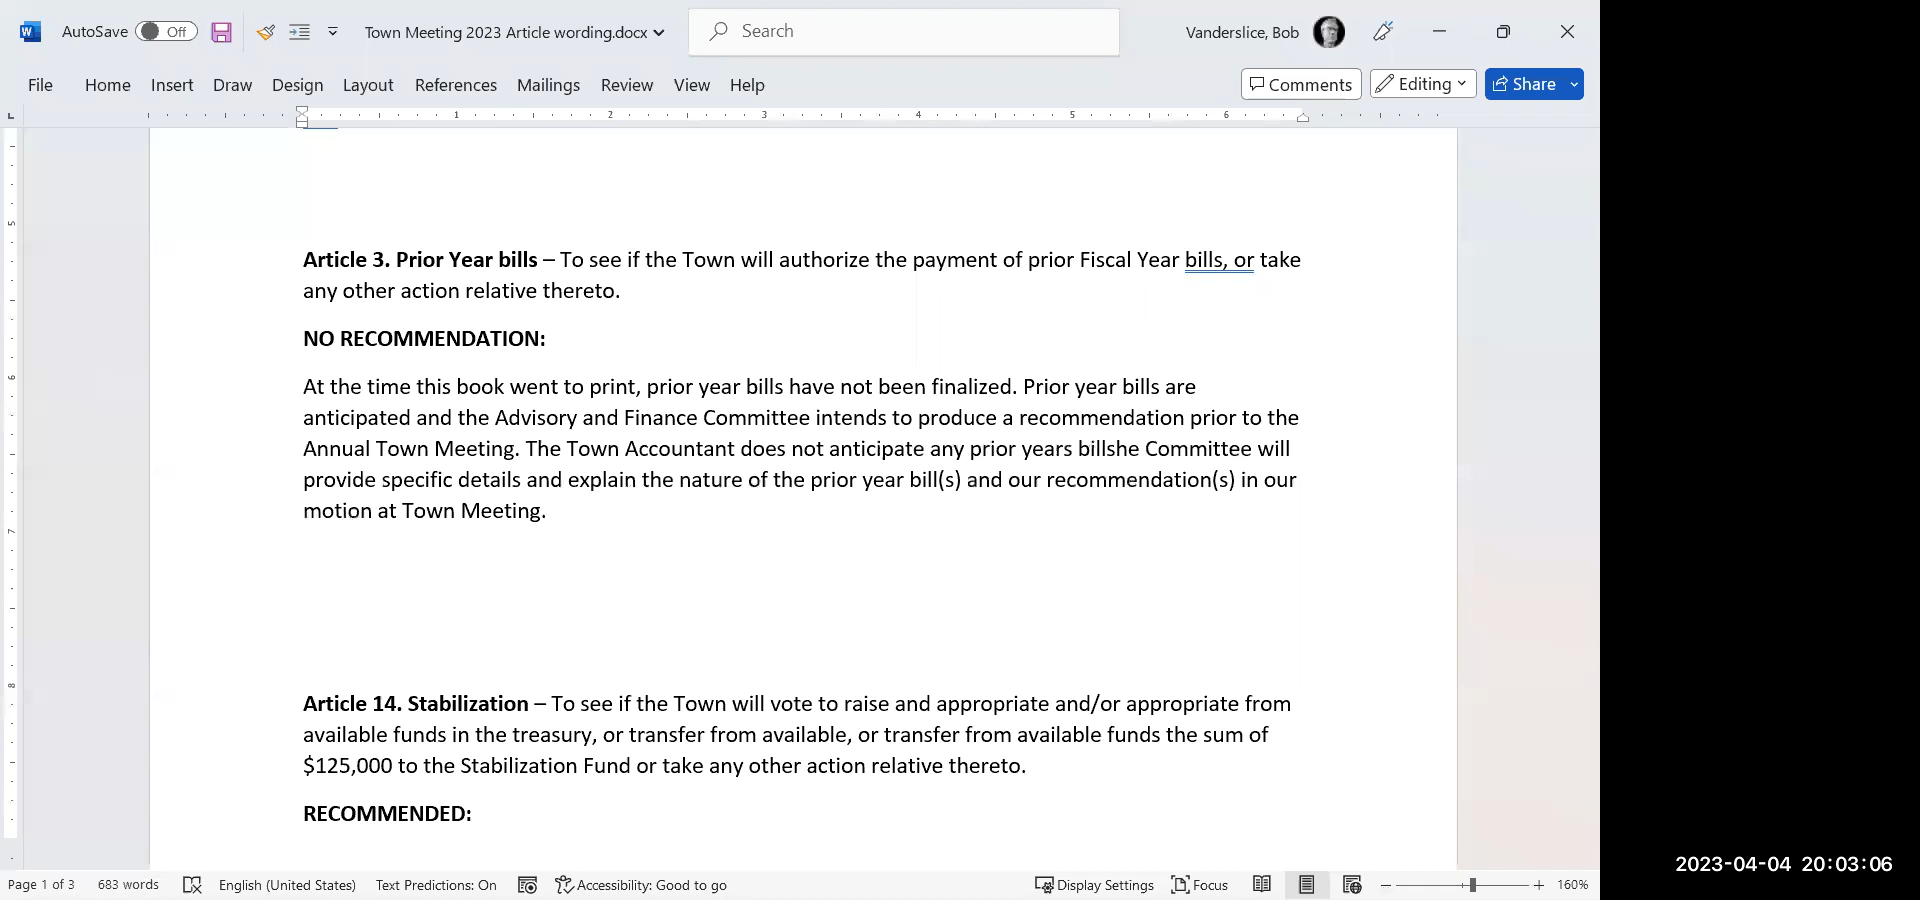 AutoSave Off Town Meeting 2023 Article wording.docx Search Vanderslice, Bob
File Home Insert Draw Design Layout References Mailings Review View Help Comments Editing Share
1 2 3 4 5 6
5
6
7
8
Article 3. Prior Year bills – To see if the Town will authorize the payment of prior Fiscal Year bills, or take
any other action relative thereto.
NO RECOMMENDATION:
At the time this book went to print, prior year bills have not been finalized. Prior year bills are
anticipated and the Advisory and Finance Committee intends to produce a recommendation prior to the
Annual Town Meeting. The Town Accountant does not anticipate any prior years billshe Committee will
provide specific details and explain the nature of the prior year bill(s) and our recommendation(s) in our
motion at Town Meeting.
Article 14. Stabilization – To see if the Town will vote to raise and appropriate and/or appropriate from
available funds in the treasury, or transfer from available, or transfer from available funds the sum of
$125,000 to the Stabilization Fund or take any other action relative thereto.
RECOMMENDED:
Page 1 of 3 683 words English (United States) Text Predictions: On Accessibility: Good to go Display Settings Focus 160%
2023-04-04 20:03:06